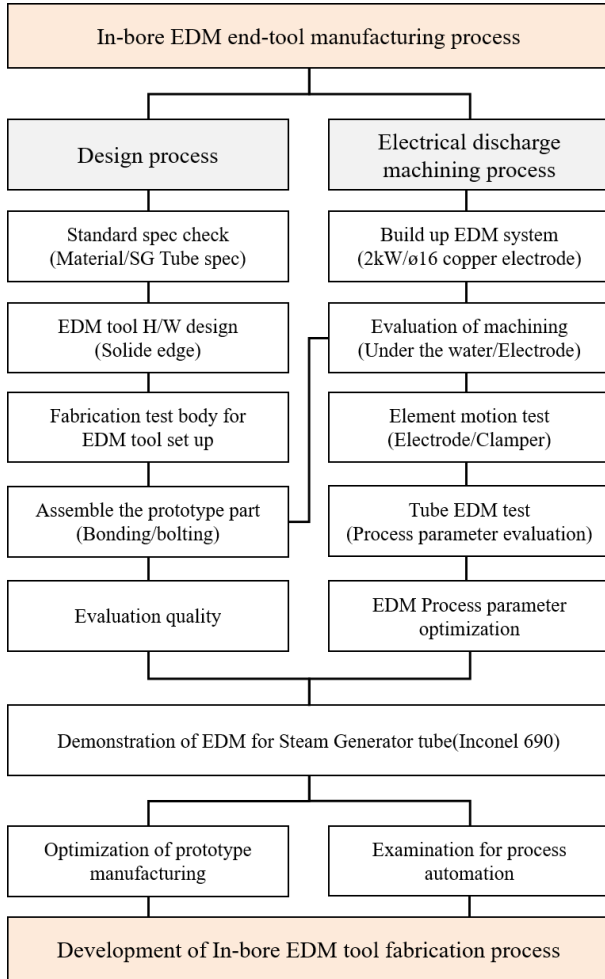 In-bore EDM end-tool manufacturing process
Design process
Standard spec check
(Material/SG Tube spec)
EDM tool H/W design
(Solide edge)
Fabrication test body for
EDM tool set up
Assemble the prototype part
(Bonding/bolting)
Evaluation quality
Electrical discharge
machining process
Build up EDM system
(2kW/ø16 copper electrode)
Evaluation of machining
(Under the water/Electrode)
Element motion test
(Electrode/Clamper)
Tube EDM test
(Process parameter evaluation)
EDM Process parameter
optimization
Demonstration of EDM for Steam Generator tube(Inconel 690)
Optimization of prototype
manufacturing
Examination for process
automation
Development of In-bore EDM tool fabrication process